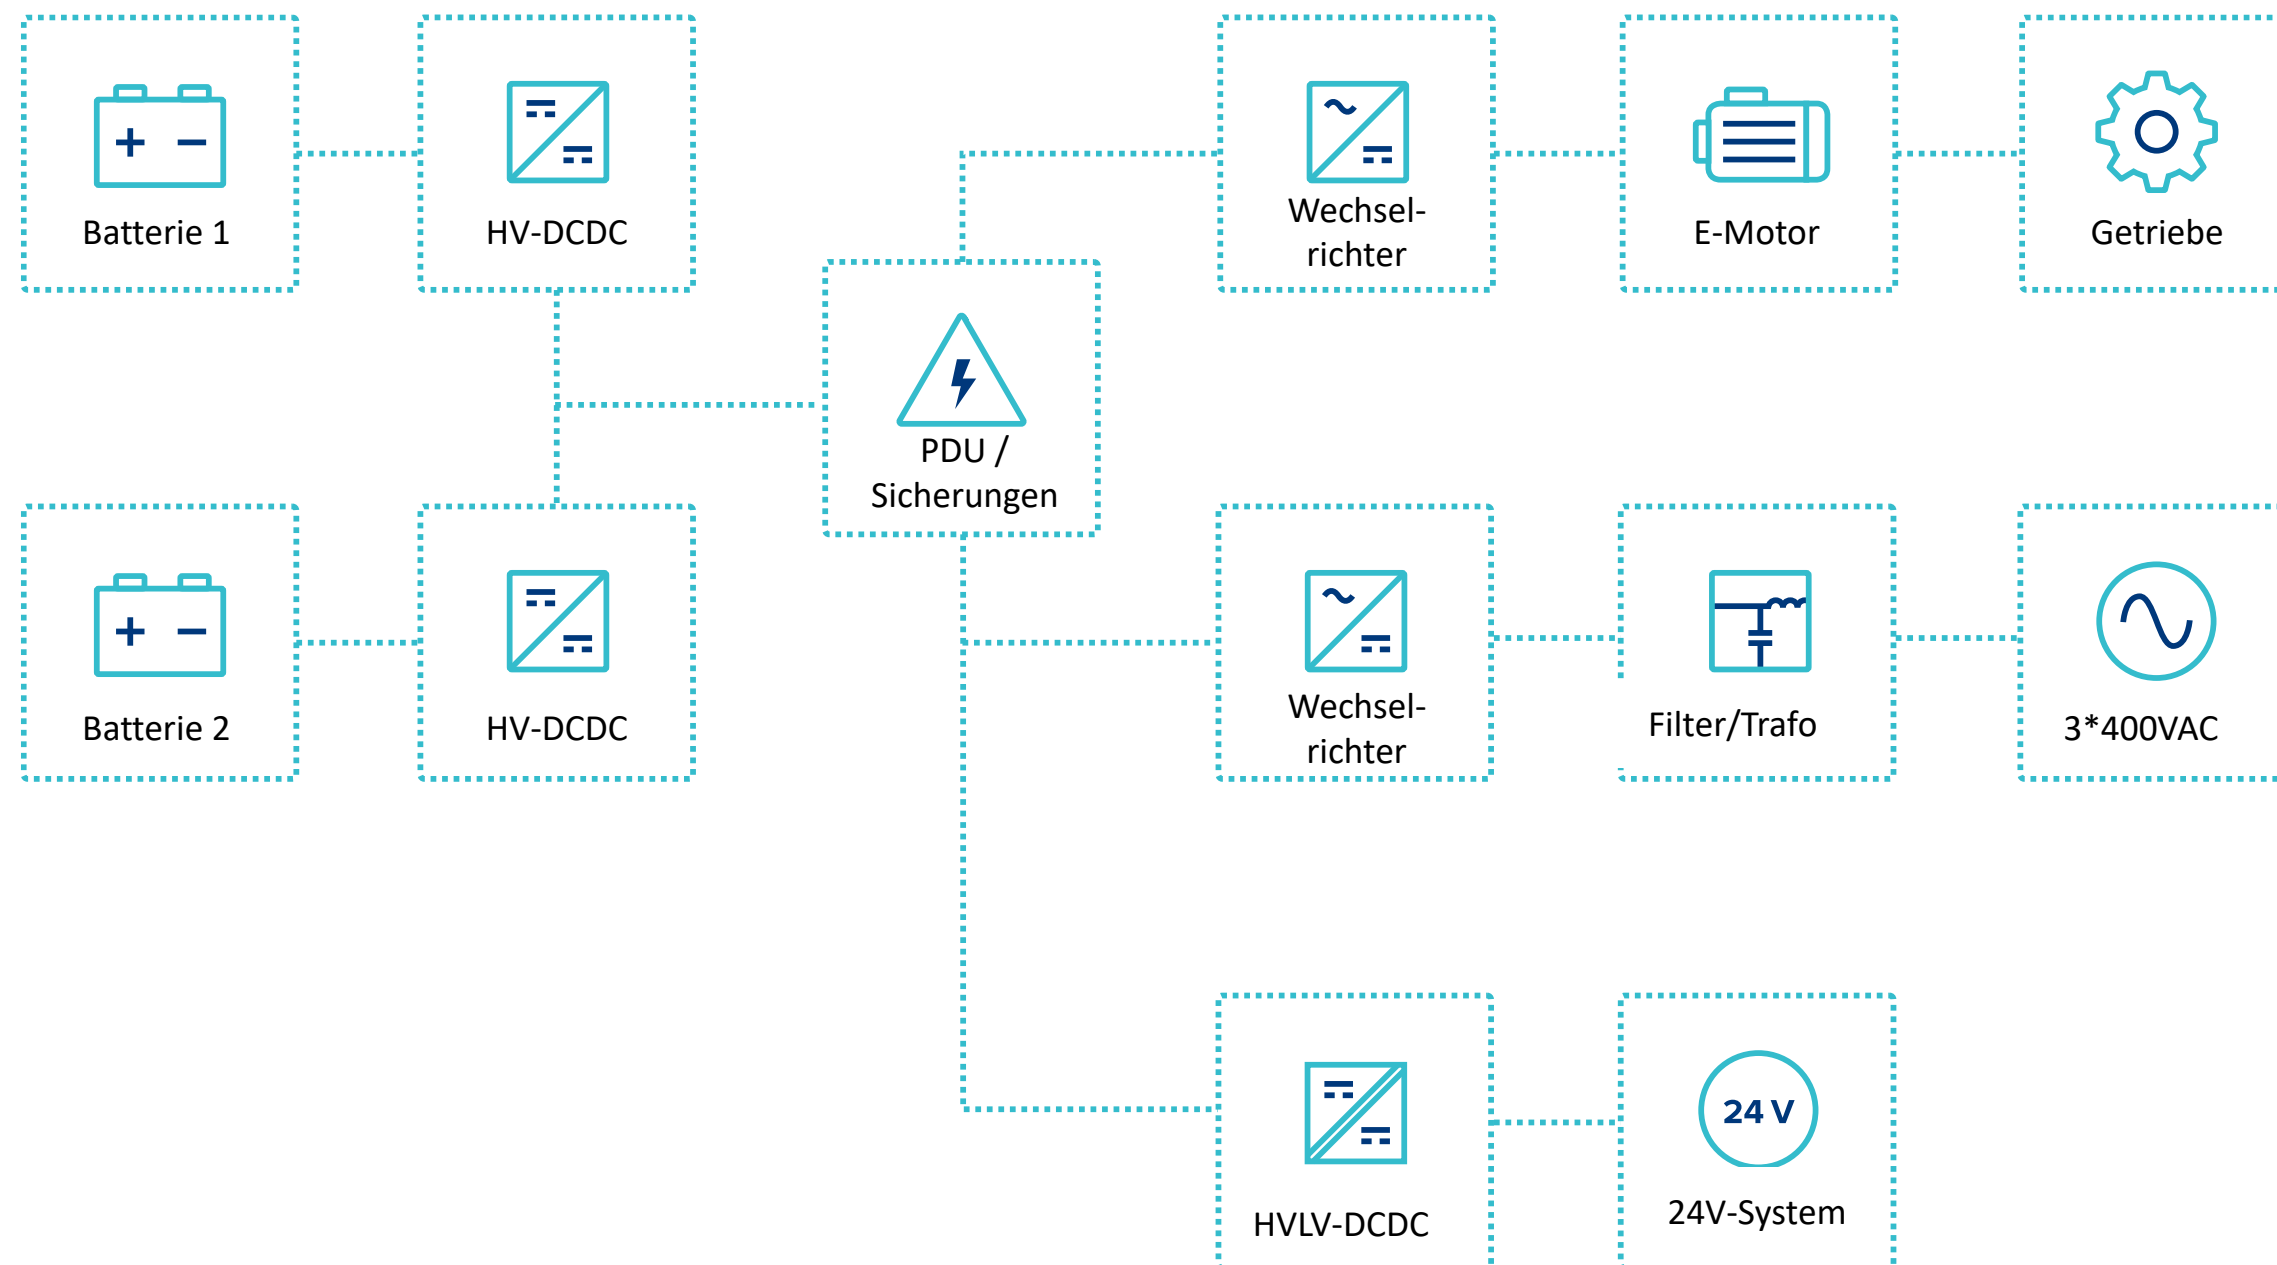 Batterie 1
HV-DCDC
Wechsel-
richter
E-Motor
Getriebe
PDU /
Sicherungen
Batterie 2
HV-DCDC
Wechsel-
richter
Filter/Trafo
3*400VAC
24 V
HVLV-DCDC
24V-System